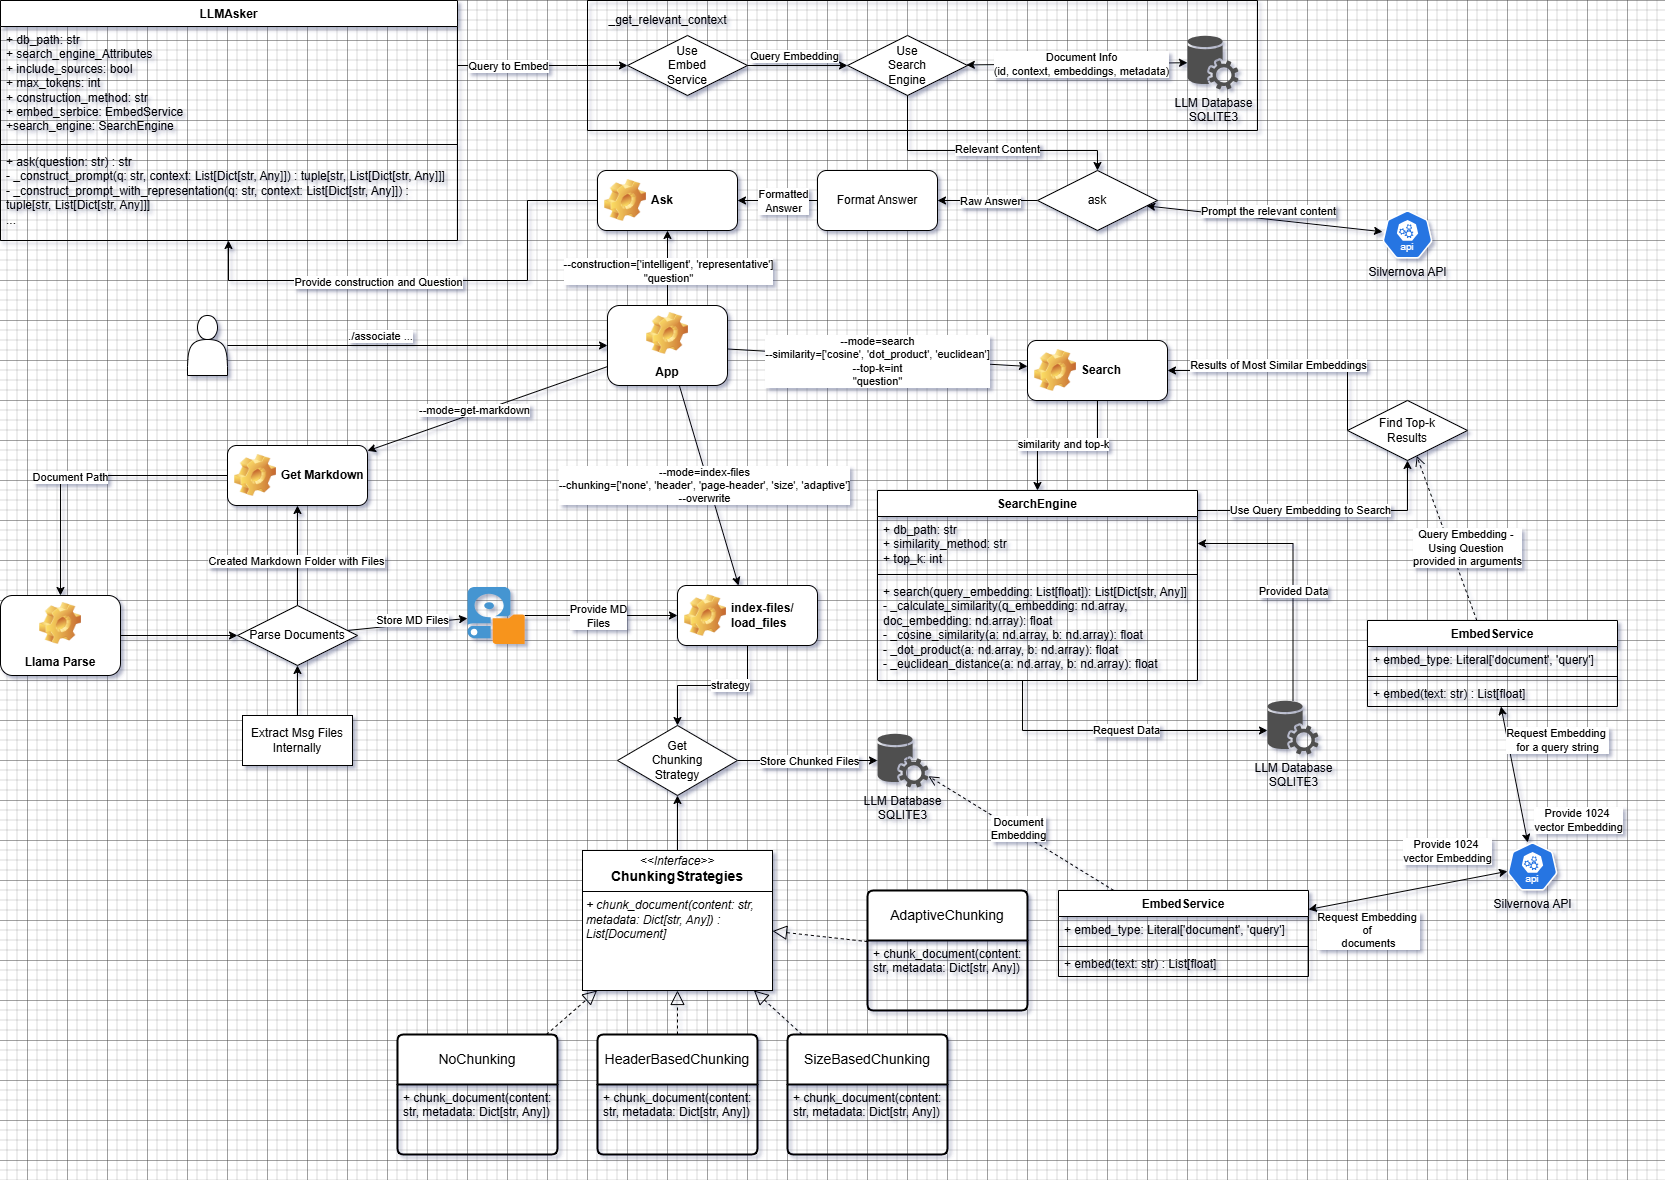 LLMAsker
+ db_path: str
+ search_engine_Attributes
+ include_sources: bool
+ max_tokens: int
+ construction_method: str
+ embed_serbice: EmbedService
+search_engine: SearchEngine
+ ask(question: str) : str
- _construct_prompt(q: str, context: List[Dict[str, Any]]) : tuple[str, List[Dict[str, Any]]]
- _construct_prompt_with_representation(q: str, context: List[Dict[str, Any]]) :
tuple[str, List[Dict[str, Any]]]
...
Query to Embed
_get_relevant_context
Use
Embed
Service
Query Embedding
Use
Search
Engine
Document Info
(id, context, embeddings, metadata)
LLM Database
SQLITE3
Relevant Content
Ask
Formatted
Answer
Format Answer
Raw Answer
ask
Prompt the relevant content
api
Silvernova API
Provide construction and Question
--construction=['intelligent', 'representative']
"question"
./associate ...
App
--mode=search
--similarity=['cosine', 'dot_product', 'euclidean']
--top-k=int
"question"
Search
Results of Most Similar Embeddings
Find Top-k
Results
--mode=get-markdown
similarity and top-k
Document Path
Get Markdown
--mode=index-files
--chunking=['none', 'header', 'page-header', 'size', 'adaptive']
--overwrite
SearchEngine
+ db_path: str
+ similarity_method: str
+ top_k: int
+ search(query_embedding: List[float]): List[Dict[str, Any]]
- _calculate_similarity(q_embedding: nd.array,
doc_embedding: nd.array): float
- _cosine_similarity(a: nd.array, b: nd.array): float
- _dot_product(a: nd.array, b: nd.array): float
- _euclidean_distance(a: nd.array, b: nd.array): float
Use Query Embedding to Search
Query Embedding -
Using Question
provided in arguments
Created Markdown Folder with Files
Provided Data
Llama Parse
Parse Documents
Store MD Files
Provide MD
Files
index-files/
load_files
EmbedService
+ embed_type: Literal['document', 'query']
+ embed(text: str) : List[float]
strategy
Extract Msg Files
Internally
Get
Chunking
Strategy
Store Chunked Files
LLM Database
SQLITE3
Request Data
LLM Database
SQLITE3
Request Embedding
for a query string
Document
Embedding
Provide 1024
vector Embedding
Provide 1024
vector Embedding
api
Silvernova API
<<Interface>>
ChunkingStrategies
+ chunk_document(content: str,
metadata: Dict[str, Any]) :
List[Document]
AdaptiveChunking
+ chunk_document(content:
str, metadata: Dict[str, Any])
EmbedService
+ embed_type: Literal['document', 'query']
+ embed(text: str) : List[float]
Request Embedding
of
documents
NoChunking
+ chunk_document(content:
str, metadata: Dict[str, Any])
HeaderBasedChunking
+ chunk_document(content:
str, metadata: Dict[str, Any])
SizeBasedChunking
+ chunk_document(content:
str, metadata: Dict[str, Any])